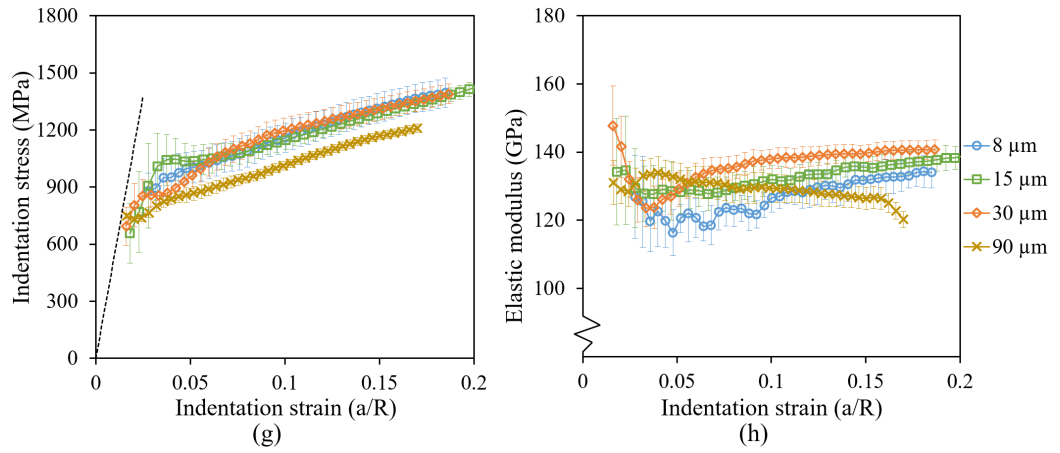 Indentation stress (MPa)
1800
1500
1200
900
600
300
0
0
0.05
0.1
0.15
0.2
Indentation strain (a/R)
(g)
Elastic modulus (GPa)
180
160
140
120
100
0
0.05
0.1
0.15
0.2
Indentation strain (a/R)
(h)
8 µm
15 µm
30 µm
90 µm